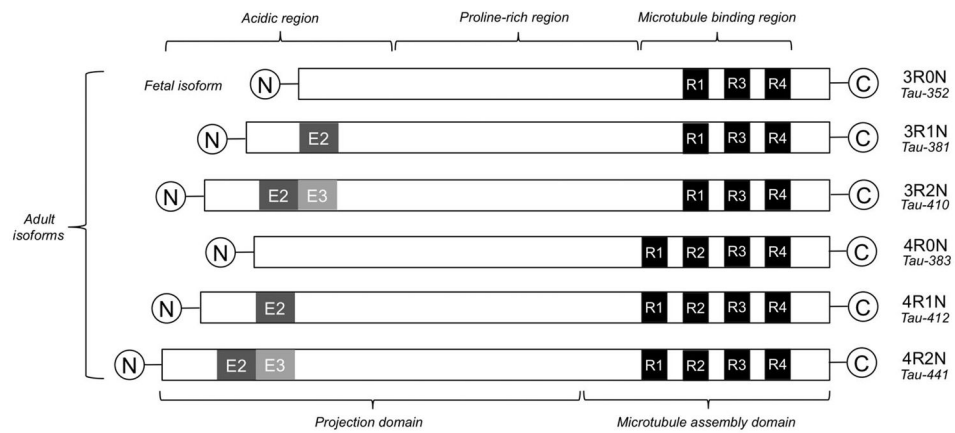 Acidic region Proline-rich region Microtubule binding region
Fetal isoform N R1 R3 R4 C 3R0N
Tau-352
N E2 R1 R3 R4 C 3R1N
Tau-381
N E2 E3 R1 R3 R4 C 3R2N
Tau-410
Adult
isoforms
N R1 R2 R3 R4 C 4R0N
Tau-383
N E2 R1 R2 R3 R4 C 4R1N
Tau-412
N E2 E3 R1 R2 R3 R4 C 4R2N
Tau-441
Projection domain Microtubule assembly domain